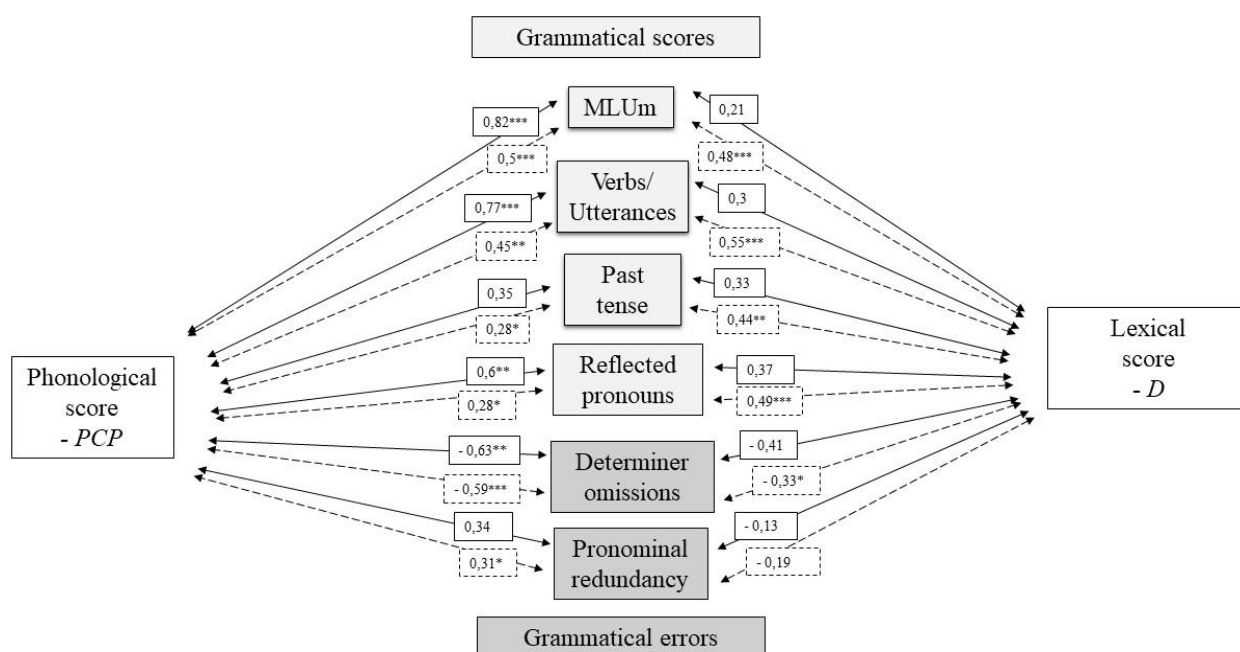 Grammatical scores
MLUm
0,82***
0,21
0,5***
0,48***
Verbs/
Utterances
0,77***
0,3
0,45**
0,55***
Past
tense
0,35
0,33
0,28*
0,44**
Phonological
score
- PCP
Lexical
score
- D
Reflected
pronouns
0,6**
0,37
0,28*
0,49***
Determiner
omissions
- 0,63**
- 0,41
- 0,59***
- 0,33*
Pronominal
redundancy
0,34
- 0,13
0,31*
- 0,19
Grammatical errors